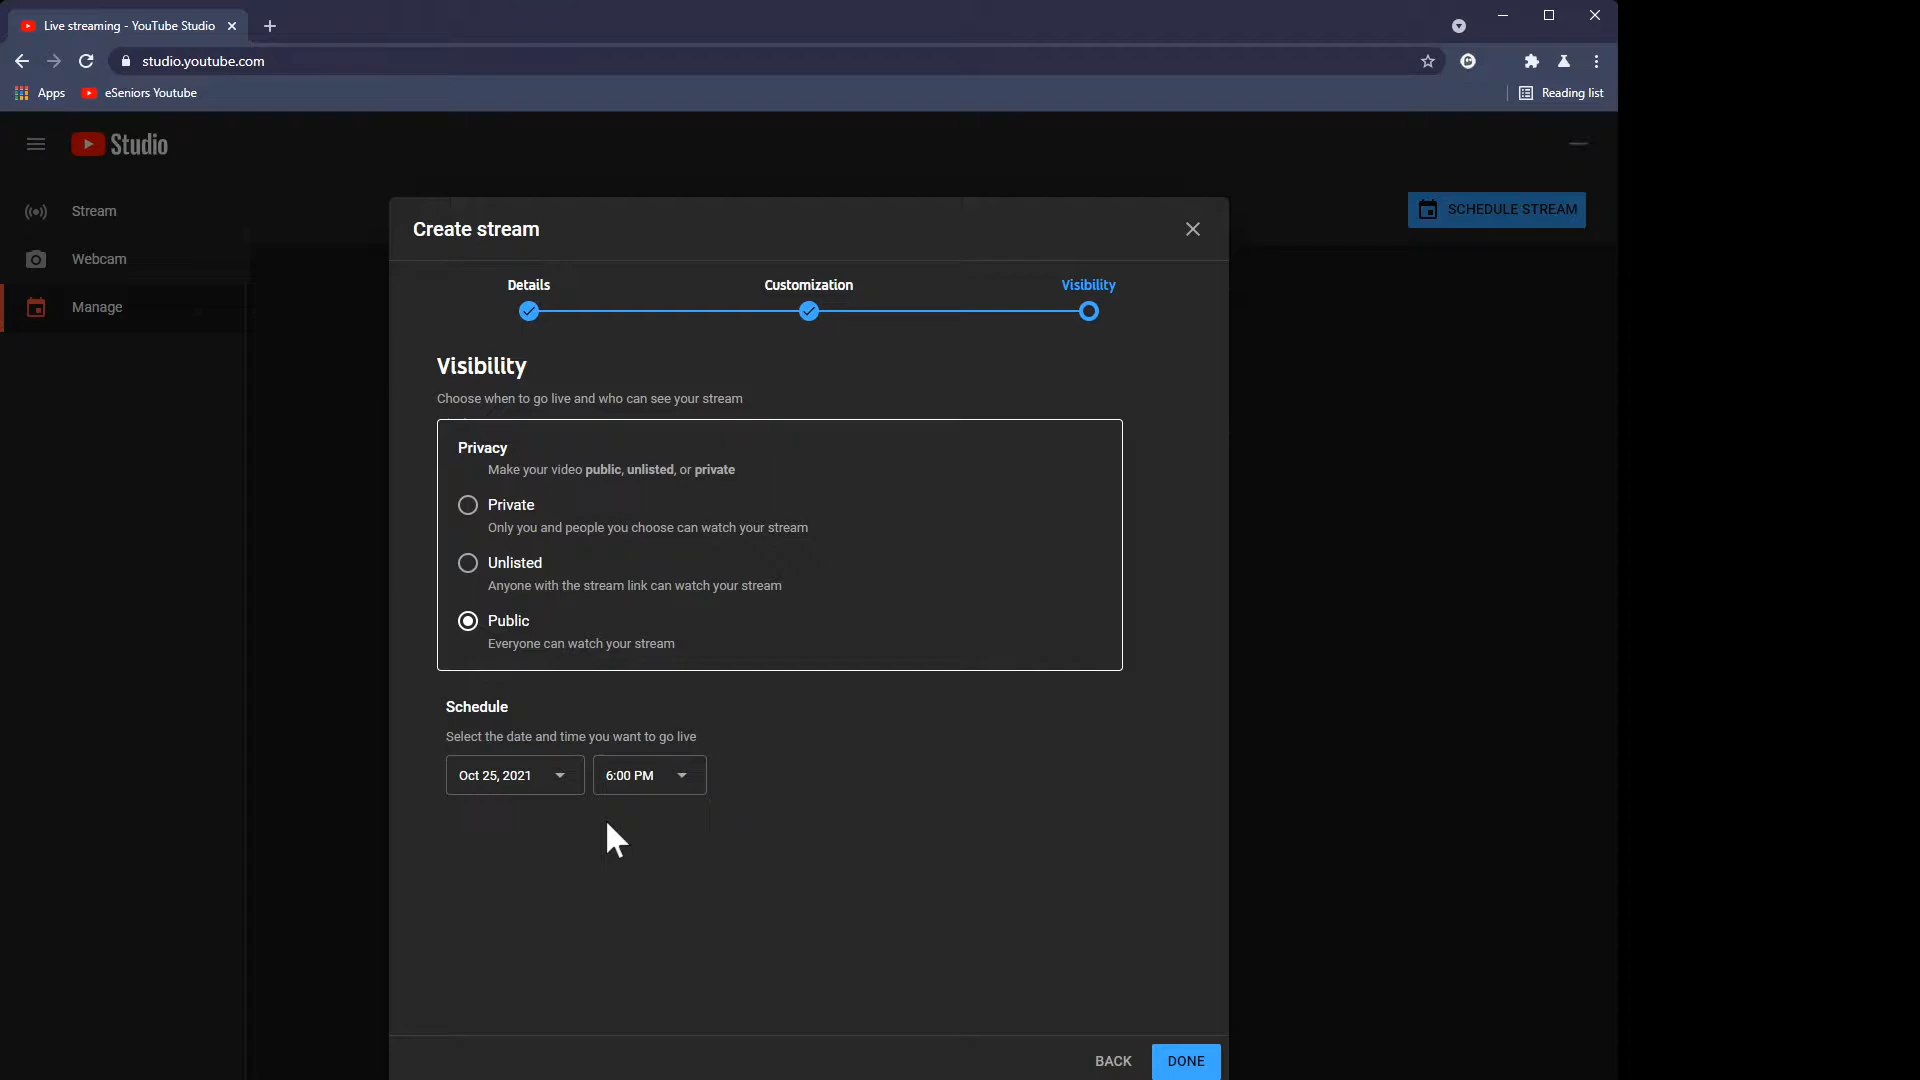 Live streaming - YouTube Studio
studio.youtube.com
Apps
eSeniors Youtube
Reading list
Studio
Stream
Webcam
Manage
SCHEDULE STREAM
Create stream
Details
Customization
Visibility
Visibility
Choose when to go live and who can see your stream
Privacy
Make your video public, unlisted, or private
Private
Only you and people you choose can watch your stream
Unlisted
Anyone with the stream link can watch your stream
Public
Everyone can watch your stream
Schedule
Select the date and time you want to go live
Oct 25, 2021
6:00 PM
BACK
DONE